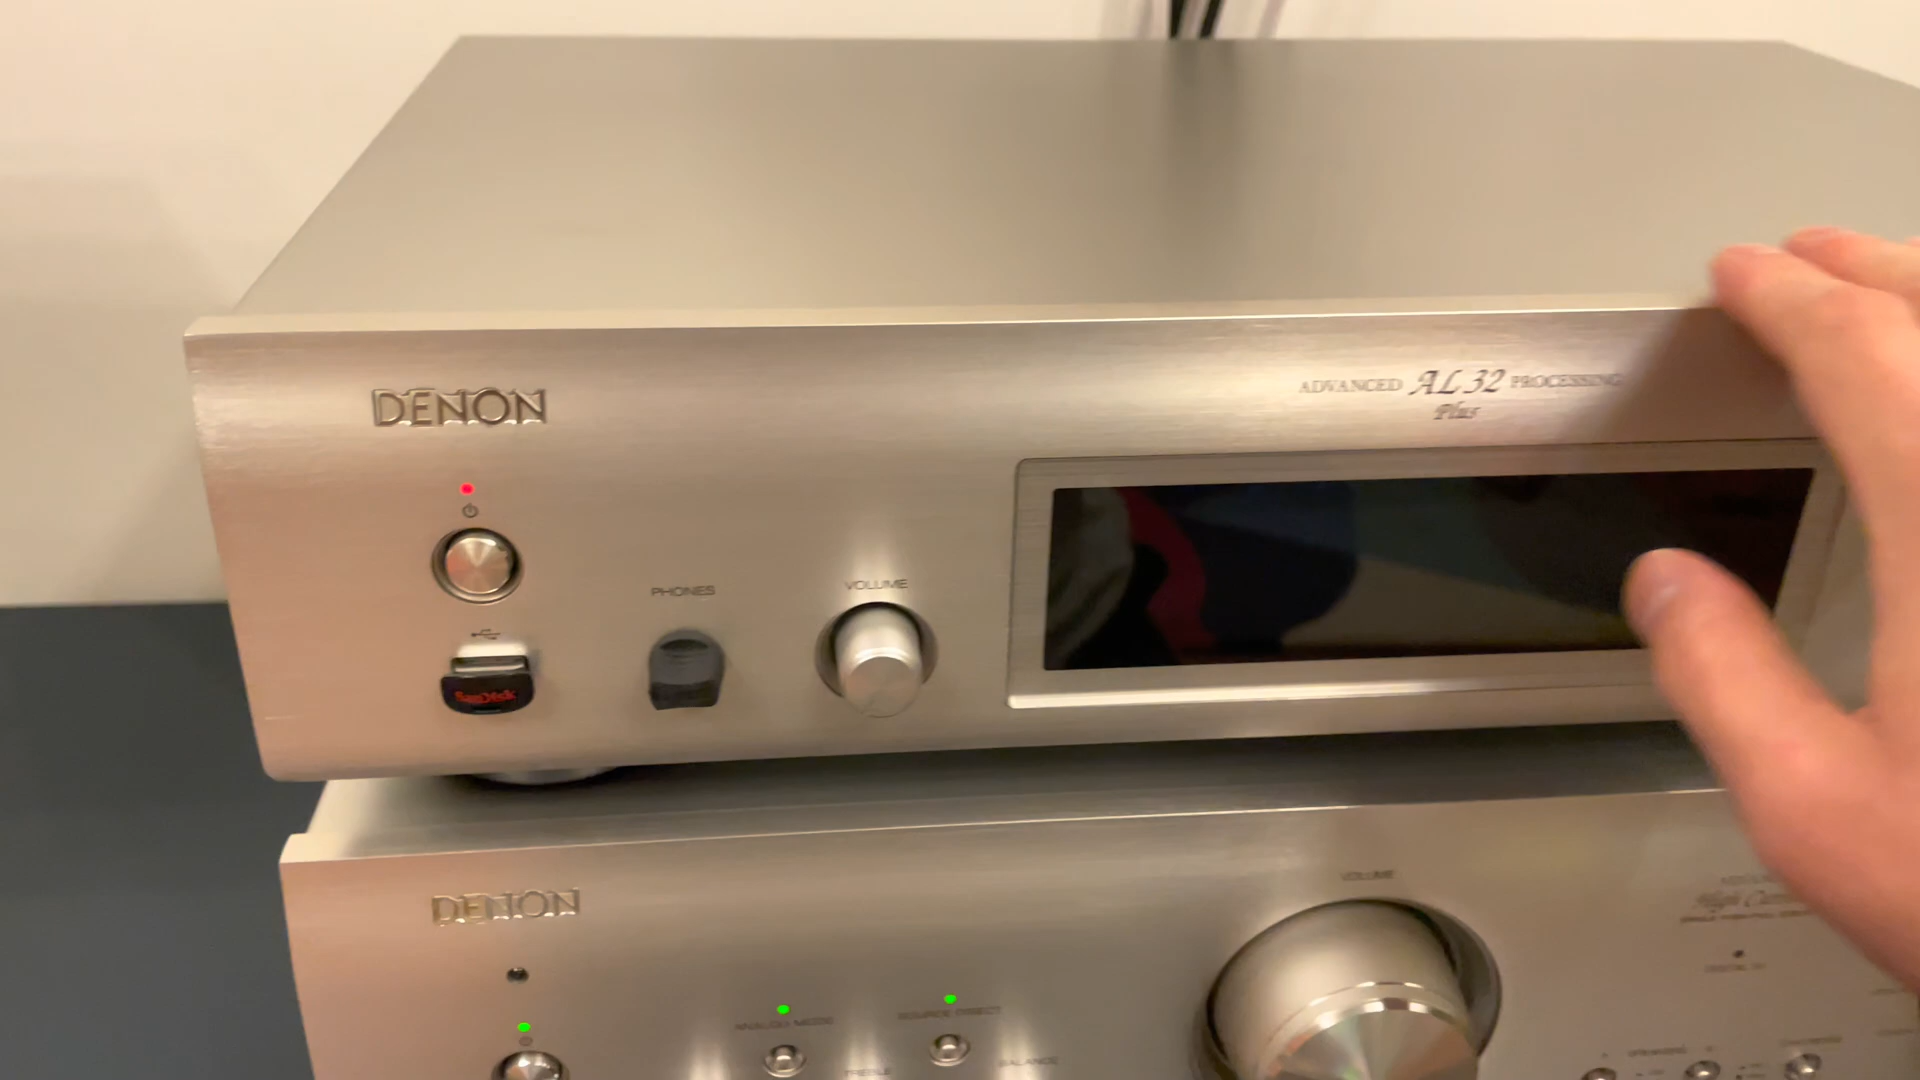 DENON
ADVANCED AL32 PROCESSING
Plus
PHONES
VOLUME
SanDisk
DENON
VOLUME
ANALOG MODE
SOURCE DIRECT
TREBLE
BALANCE